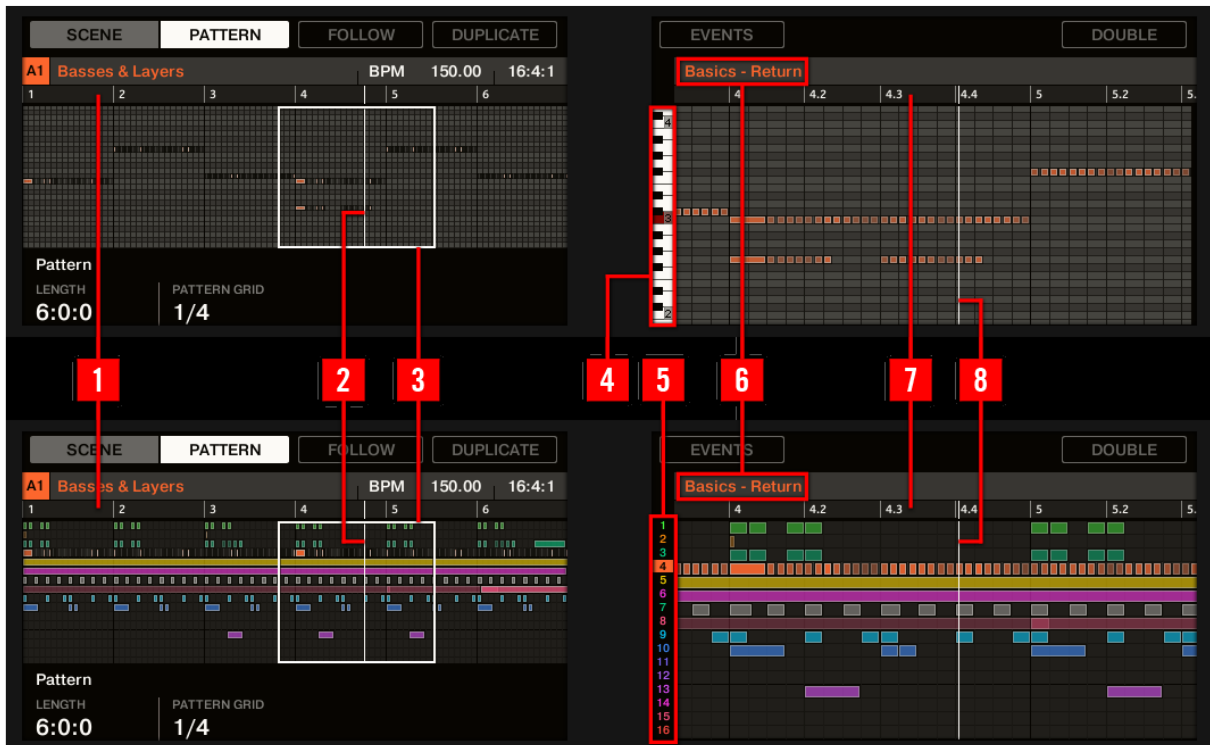 SCENE PATTERN FOLLOW DUPLICATE EVENTS DOUBLE
A1 Basses & Layers BPM 150.00 16:4:1 Basics - Return
1 2 3 4 5 6 4 4.2 4.3 4.4 5 5.2 5.
4
3
2
Pattern
LENGTH PATTERN GRID
6:0:0 1/4
1 2 3 4 5 6 7 8
SCENE PATTERN FOLLOW DUPLICATE EVENTS DOUBLE
A1 Basses & Layers BPM 150.00 16:4:1 Basics - Return
1 2 3 4 5 6 4 4.2 4.3 4.4 5 5.2 5.
1
2
3
4
5
6
7
8
9
10
11
12
13
14
15
16
Pattern
LENGTH PATTERN GRID
6:0:0 1/4